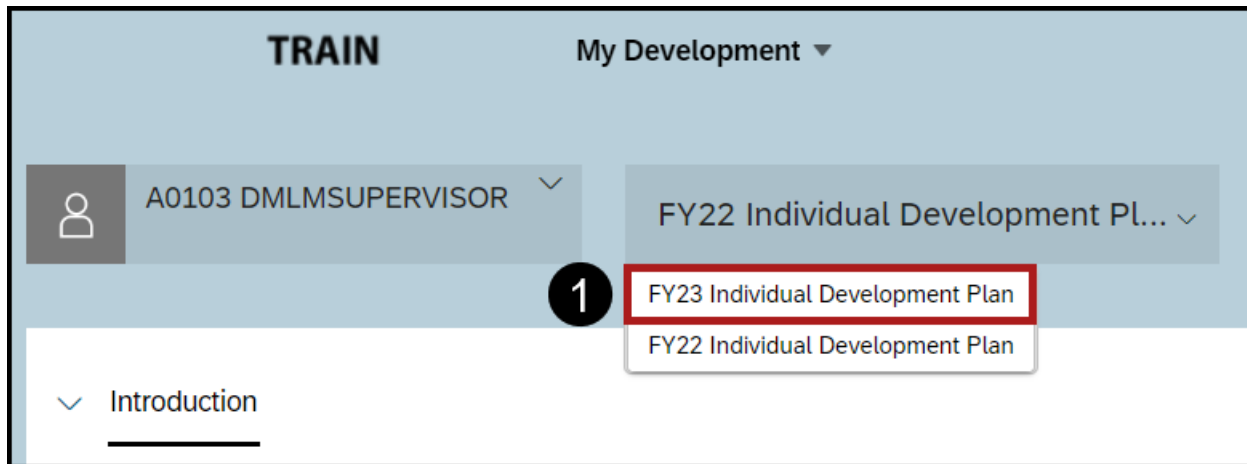 TRAIN My Development
A0103 DMLMSUPERVISOR
FY22 Individual Development Pl...
1
FY23 Individual Development Plan
FY22 Individual Development Plan
Introduction